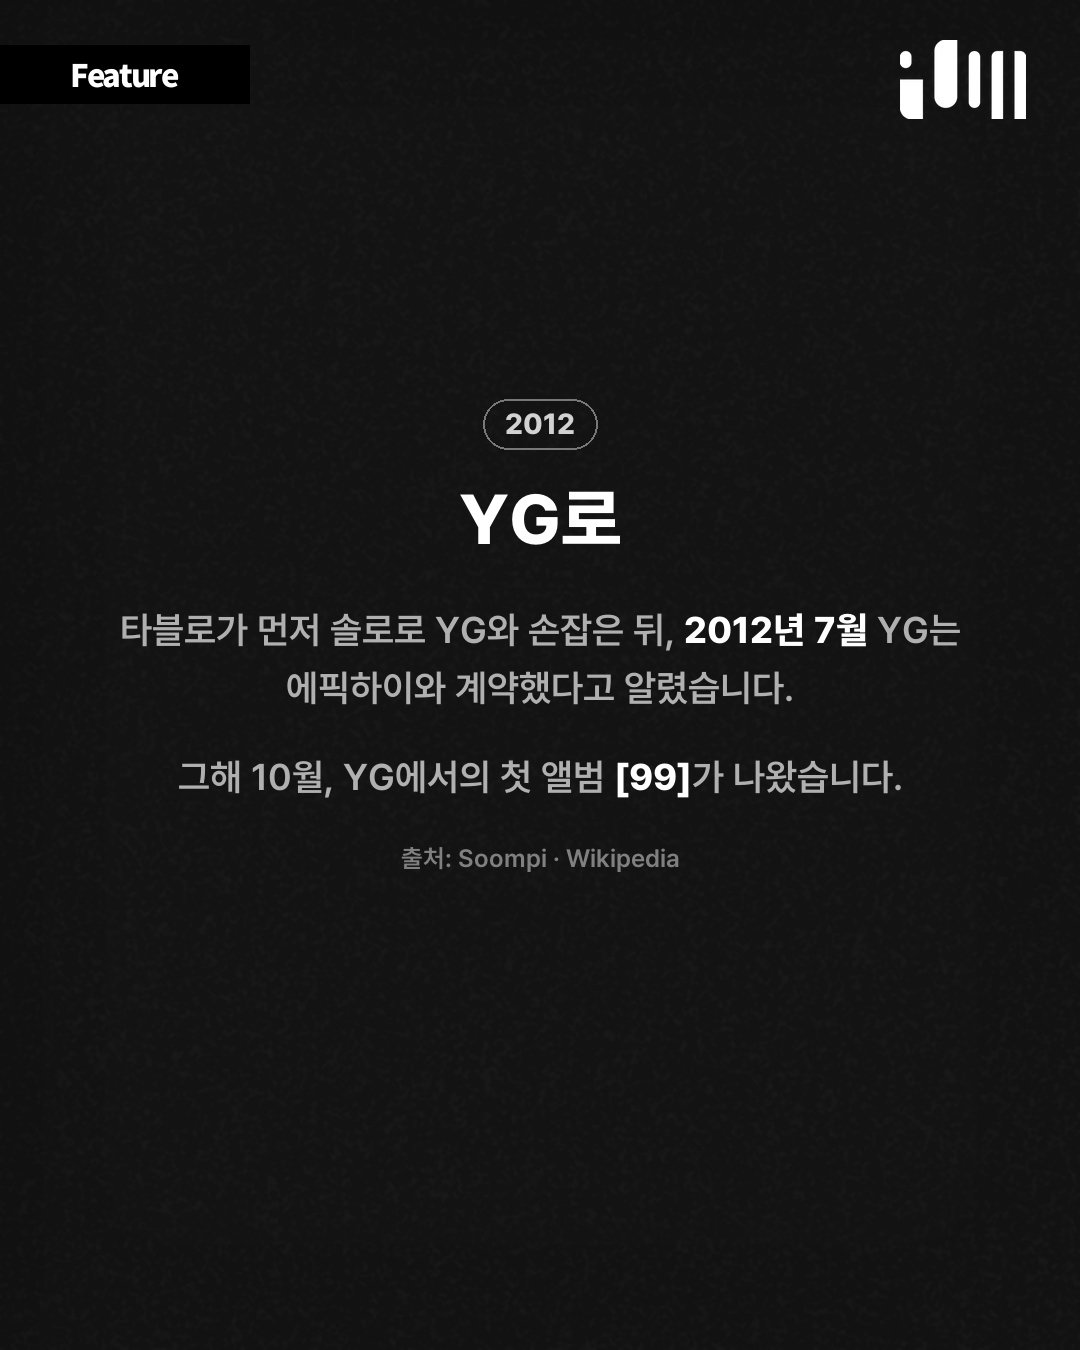 Feature
2012
YG로
타블로가 먼저 솔로로 YG와 손잡은 뒤, 2012년 7월 YG는
에픽하이와 계약했다고 알렸습니다.
그해 10월, YG에서의 첫 앨범 [99]가 나왔습니다.
출처: Soompi · Wikipedia